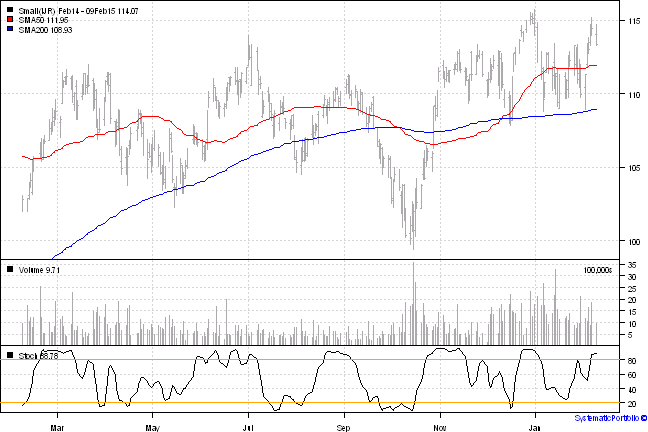 Small(IJR) Feb14 - 09Feb15 114.07
SMA50 111.95
SMA200 108.93
115
110
105
100
Volume 9.71
100,000s
35
30
25
20
15
10
5
Stoch 88.78
80
60
40
20
Mar May Jul Sep Nov Jan
SystematicPortfolio ©